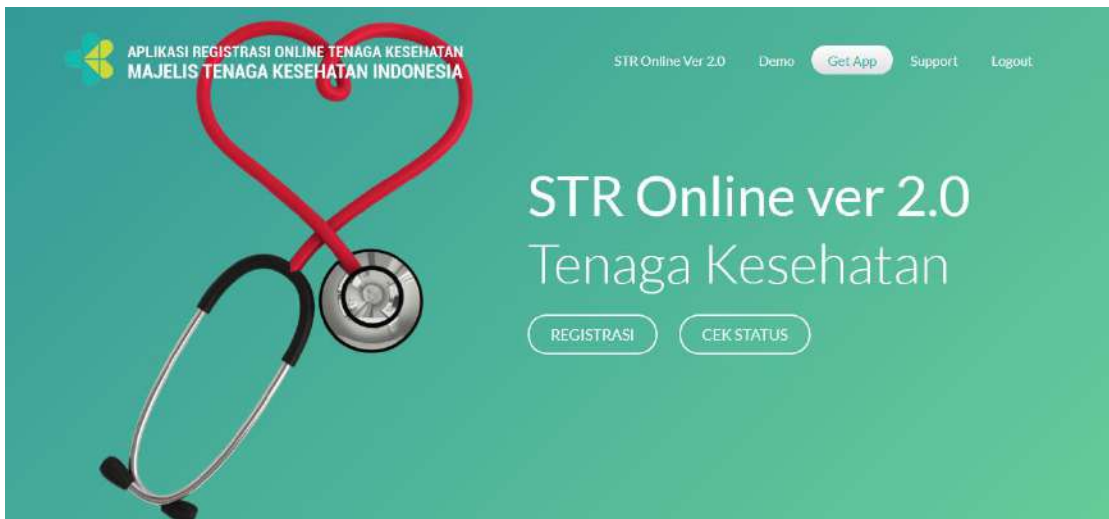 APLIKASI REGISTRASI ONLINE TENAGA KESEHATAN
MAJELIS TENAGA KESEHATAN INDONESIA
STR Online Ver 2.0 Demo Get App Support Logout
STR Online ver 2.0
Tenaga Kesehatan
REGISTRASI CEK STATUS